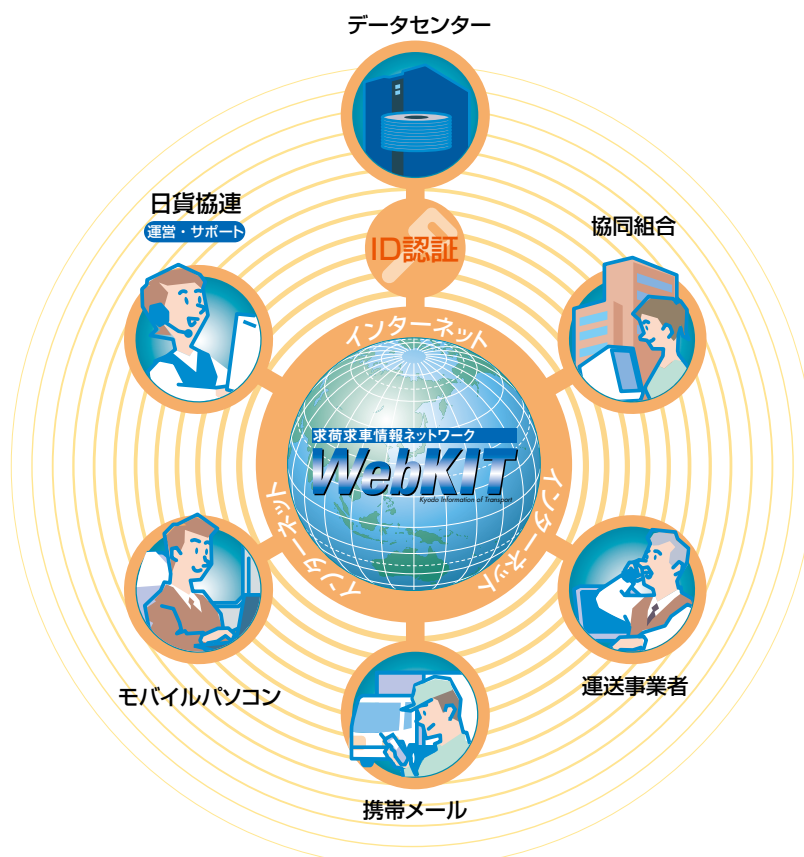 データセンター
日貨協連
運営・サポート
ID認証
協同組合
インターネット
求荷求車情報ネットワーク
WebKIT
Kyodo Information of Transport
インターネット
インターネット
モバイルパソコン
運送事業者
携帯メール